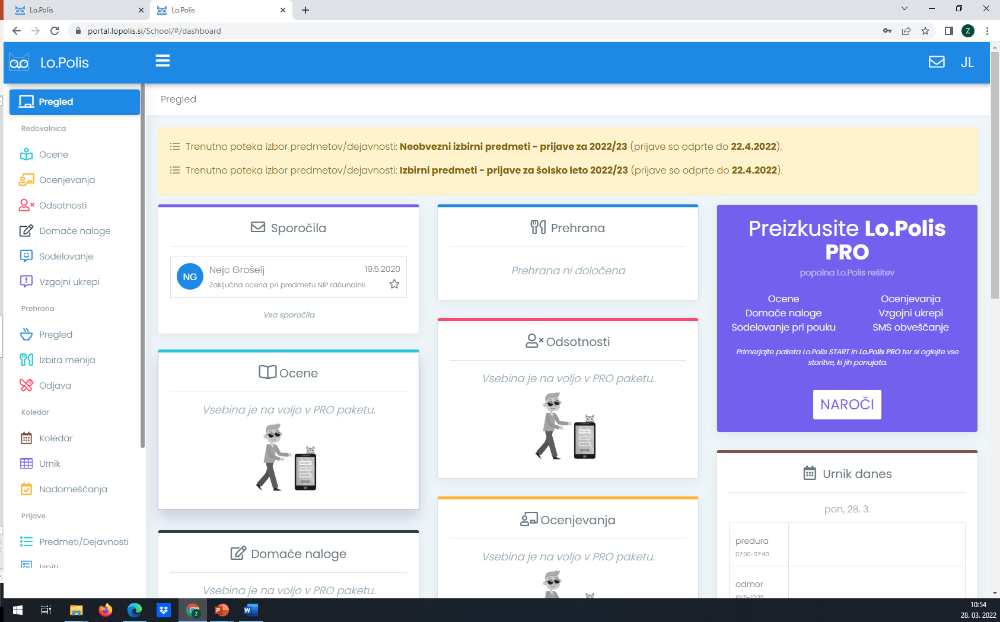 Lo.Polis
Lo.Polis
portal.lopolis.si/School/#/dashboard
Z
Lo.Polis
JL
Pregled
Redovalnica
Ocene
Ocenjevanja
Odsotnosti
Domače naloge
Sodelovanje
Vzgojni ukrepi
Prehrana
Pregled
Izbira menija
Odjava
Koledar
Koledar
Urnik
Nadomeščanja
Prijave
Predmeti/Dejavnosti
Izpiti
Pregled
Trenutno poteka izbor predmetov/dejavnosti: Neobvezni izbirni predmeti - prijave za 2022/23 (prijave so odprte do 22.4.2022).
Trenutno poteka izbor predmetov/dejavnosti: Izbirni predmeti - prijave za šolsko leto 2022/23 (prijave so odprte do 22.4.2022).
Sporočila
NG
Nejc Grošelj
19.5.2020
Zaključna ocena pri predmetu NIP računalniš
Vsa sporočila
Ocene
Vsebina je na voljo v PRO paketu.
Domače naloge
Vsebina je na voljo v PRO paketu.
Prehrana
Prehrana ni določena
Odsotnosti
Vsebina je na voljo v PRO paketu.
Ocenjevanja
Vsebina je na voljo v PRO paketu.
Preizkusite Lo.Polis
PRO
popolna Lo.Polis rešitev
Ocene
Domače naloge
Sodelovanje pri pouku
Ocenjevanja
Vzgojni ukrepi
SMS obveščanje
Primerjajte paketa Lo.Polis START in Lo.Polis PRO ter si oglejte vse
storitve, ki jih ponujata.
NAROČI
Urnik danes
pon, 28. 3.
predura
07:00-07:40
odmor
10:15-10:35
10:54
28. 03. 2022